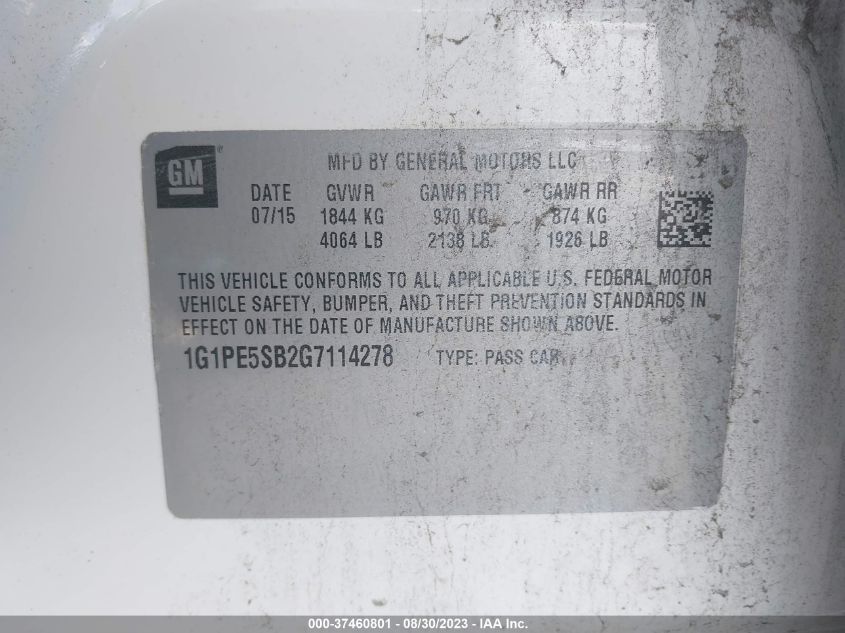 GM ®
MFD BY GENERAL MOTORS LLC
DATE GVWR GAWR FRT GAWR RR
07/15 1844 KG 970 KG 874 KG
4064 LB 2138 LB 1926 LB
THIS VEHICLE CONFORMS TO ALL APPLICABLE U.S. FEDERAL MOTOR
VEHICLE SAFETY, BUMPER, AND THEFT PREVENTION STANDARDS IN
EFFECT ON THE DATE OF MANUFACTURE SHOWN ABOVE.
1G1PE5SB2G7114278 TYPE: PASS CAR
000-37460801 - 08/30/2023 - IAA Inc.